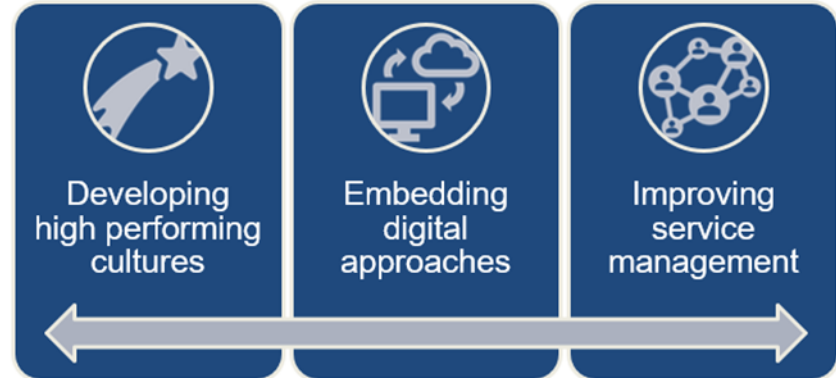 Developing
high performing
cultures
Embedding
digital
approaches
Improving
service
management